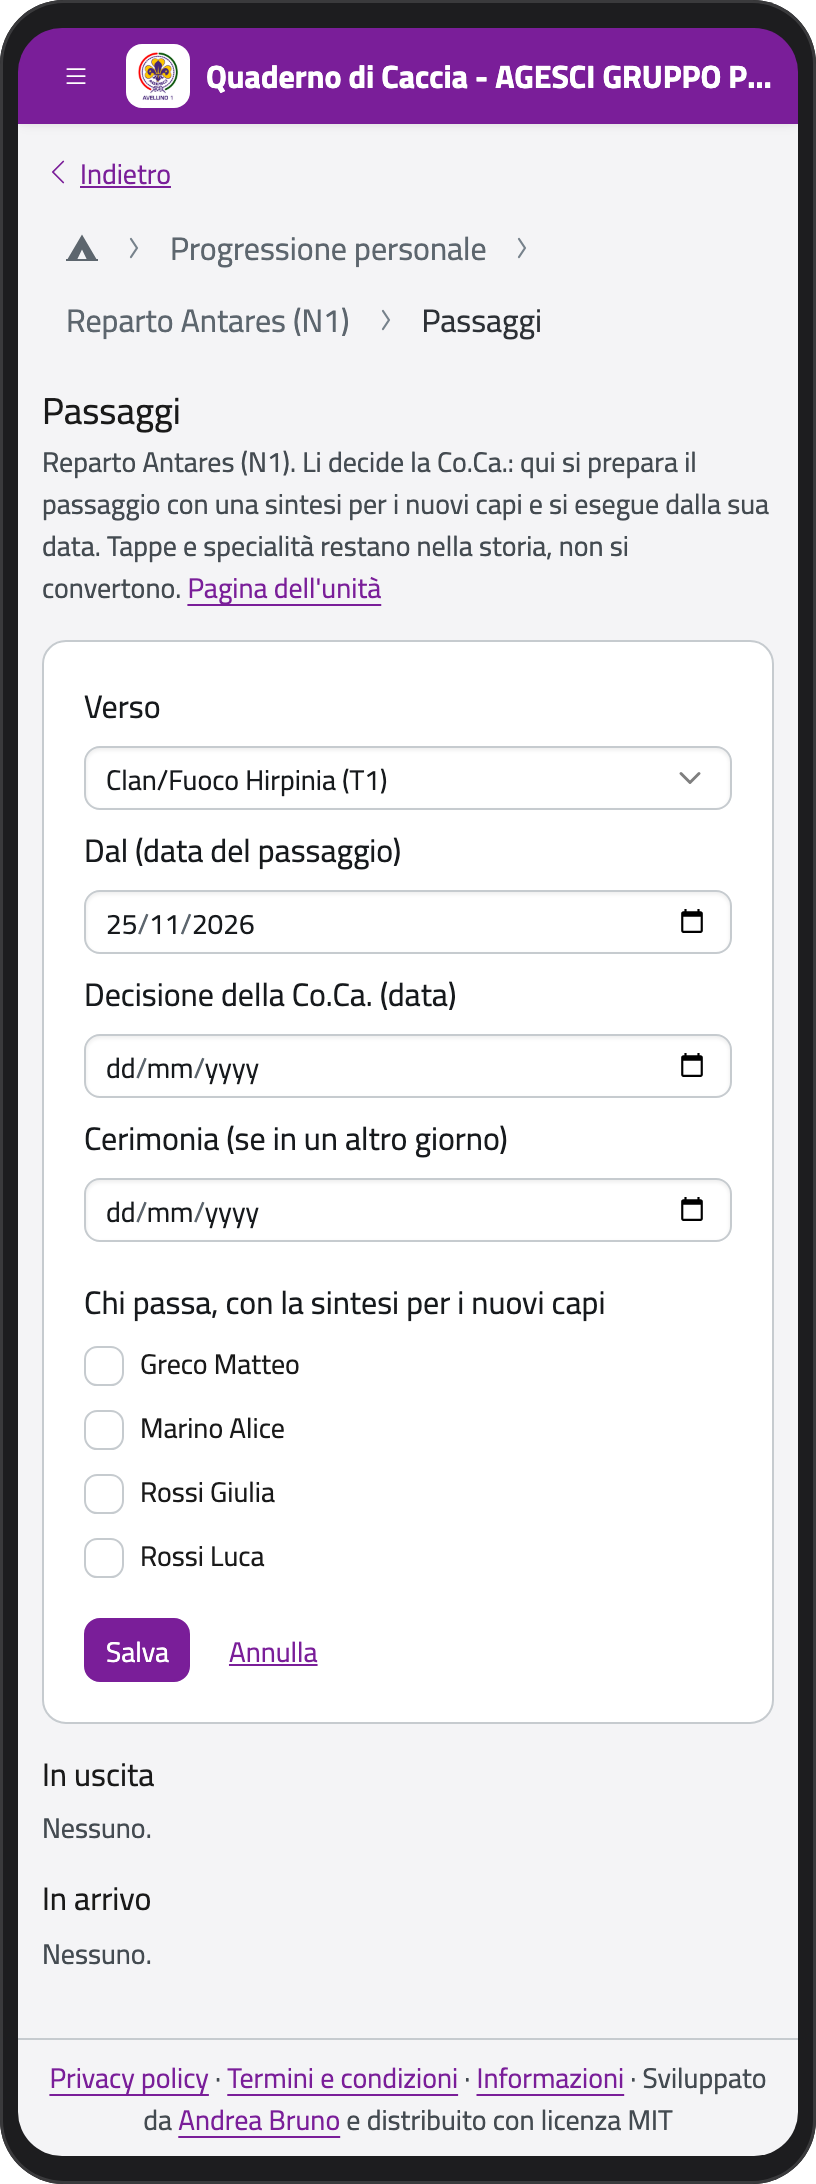 AVELLINO 1
Quaderno di Caccia - AGESCI GRUPPO P...
Indietro
Progressione personale
Reparto Antares (N1)
Passaggi
Passaggi
Reparto Antares (N1). Li decide la Co.Ca.: qui si prepara il
passaggio con una sintesi per i nuovi capi e si esegue dalla sua
data. Tappe e specialità restano nella storia, non si
convertono. Pagina dell'unità
Verso
Clan/Fuoco Hirpinia (T1)
Dal (data del passaggio)
25/11/2026
Decisione della Co.Ca. (data)
dd/mm/yyyy
Cerimonia (se in un altro giorno)
dd/mm/yyyy
Chi passa, con la sintesi per i nuovi capi
Greco Matteo
Marino Alice
Rossi Giulia
Rossi Luca
Salva
Annulla
In uscita
Nessuno.
In arrivo
Nessuno.
Privacy policy · Termini e condizioni · Informazioni · Sviluppato
da Andrea Bruno e distribuito con licenza MIT